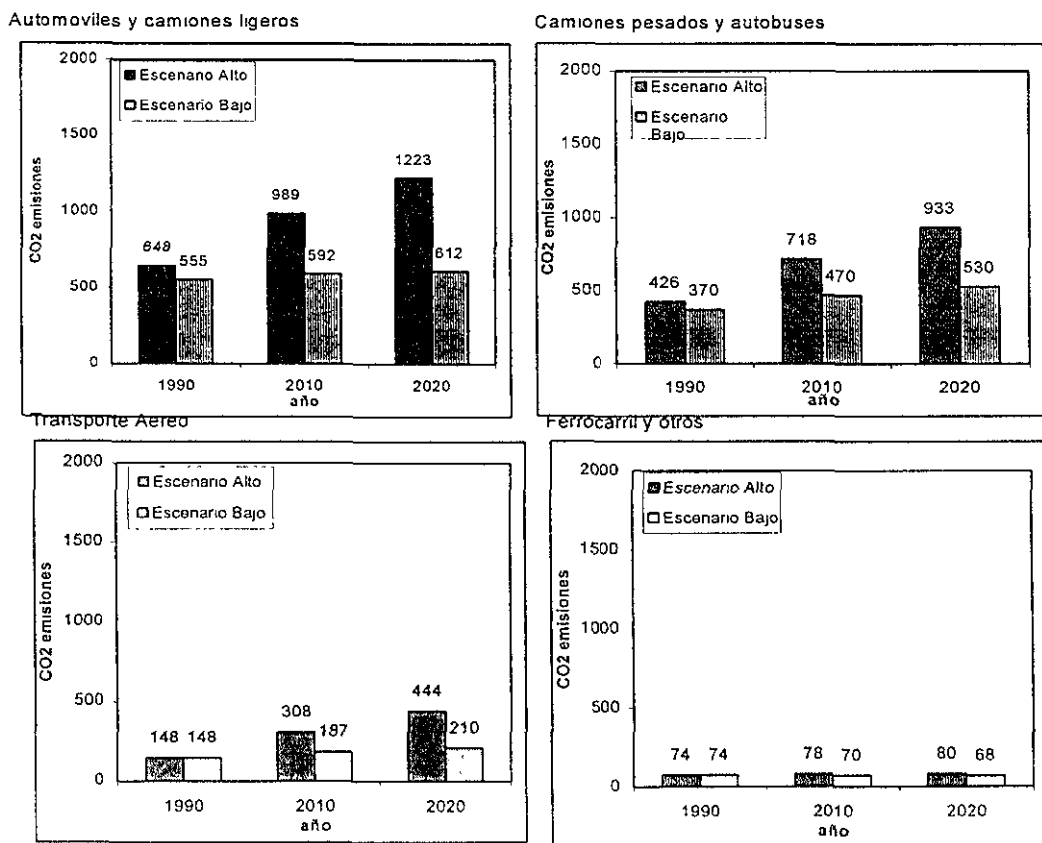 Automoviles y camiones ligeros
2000
1500
1000
500
0
CO2 emisiones
Escenario Alto
Escenario Bajo
648
555
989
592
1223
612
1990
2010
2020
año
Camiones pesados y autobuses
2000
1500
1000
500
0
CO2 emisiones
Escenario Alto
Escenario
Bajo
426
370
718
470
933
530
1990
2010
2020
año
Transporte Aereo
2000
1500
1000
500
0
CO2 emisiones
Escenario Alto
Escenario Bajo
148
148
308
187
444
210
1990
2010
2020
año
Ferrocarril y otros
2000
1500
1000
500
0
CO2 emisiones
Escenario Alto
Escenario Bajo
74
74
78
70
80
68
1990
2010
2020
año